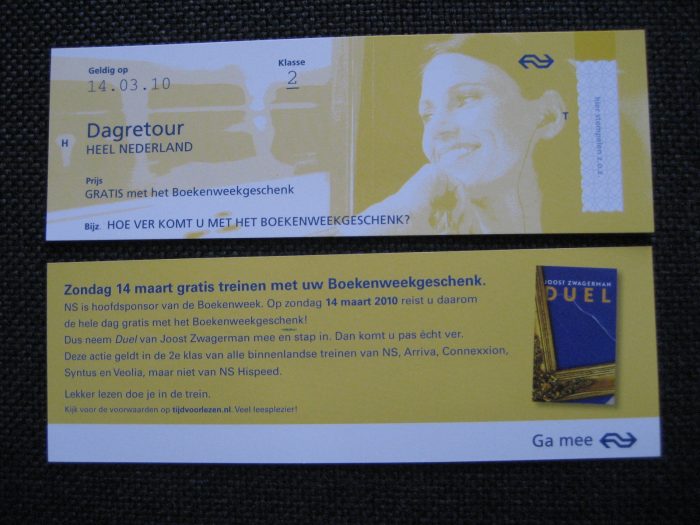 Geldig op
14.03.10
Klasse
2
H
Dagretour
HEEL NEDERLAND
T
hier stempelen z.o.z.
Prijs
GRATIS met het Boekenweekgeschenk
Bijz. HOE VER KOMT U MET HET BOEKENWEEKGESCHENK?
Zondag 14 maart gratis treinen met uw Boekenweekgeschenk.
NS is hoofdsponsor van de Boekenweek. Op zondag 14 maart 2010 reist u daarom
de hele dag gratis met het Boekenweekgeschenk!
Dus neem Duel van Joost Zwagerman mee en stap in. Dan komt u pas écht ver.
Deze actie geldt in de 2e klas van alle binnenlandse treinen van NS, Arriva, Connexxion,
Syntus en Veolia, maar niet van NS Hispeed.
Lekker lezen doe je in de trein.
Kijk voor de voorwaarden op tijdvoorlezen.nl. Veel leesplezier!
JOOST ZWAGERMAN
DUEL
Ga mee